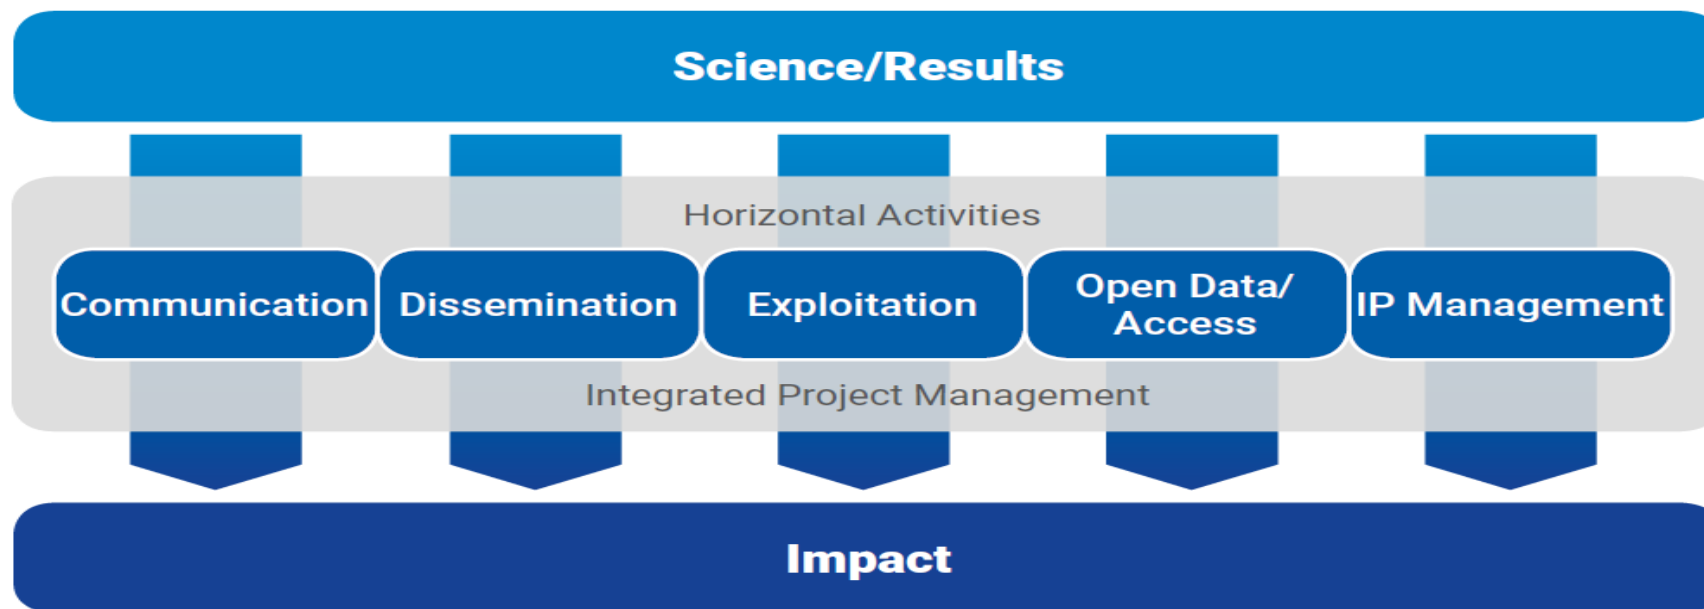 Science/Results
Horizontal Activities
Communication
Dissemination
Exploitation
Open Data/
Access
IP Management
Integrated Project Management
Impact